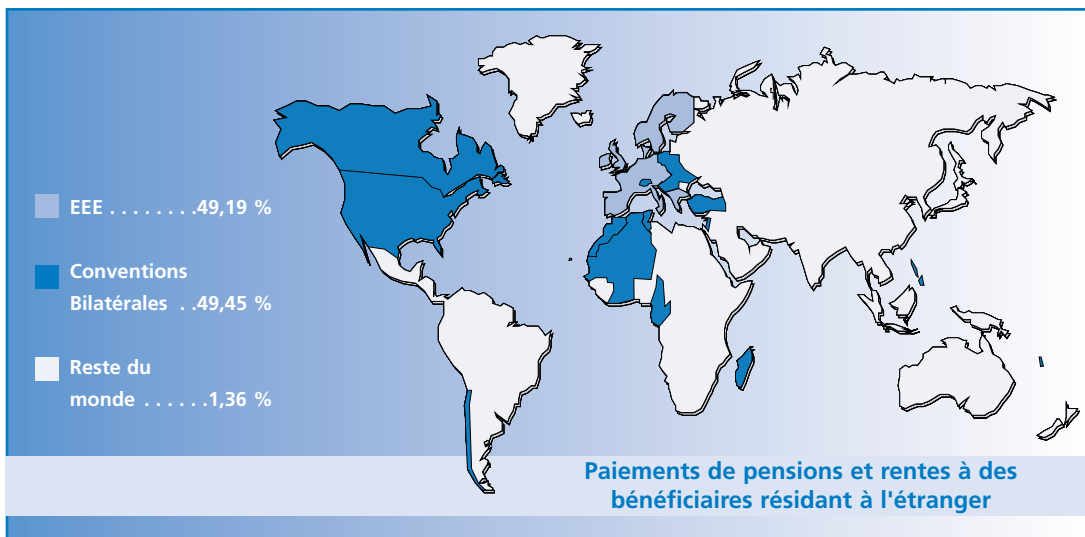 EEE . . . . . . . .49,19 %
Conventions
Bilatérales . .49,45 %
Reste du
monde . . . . . .1,36 %
Paiements de pensions et rentes à des
bénéficiaires résidant à l'étranger